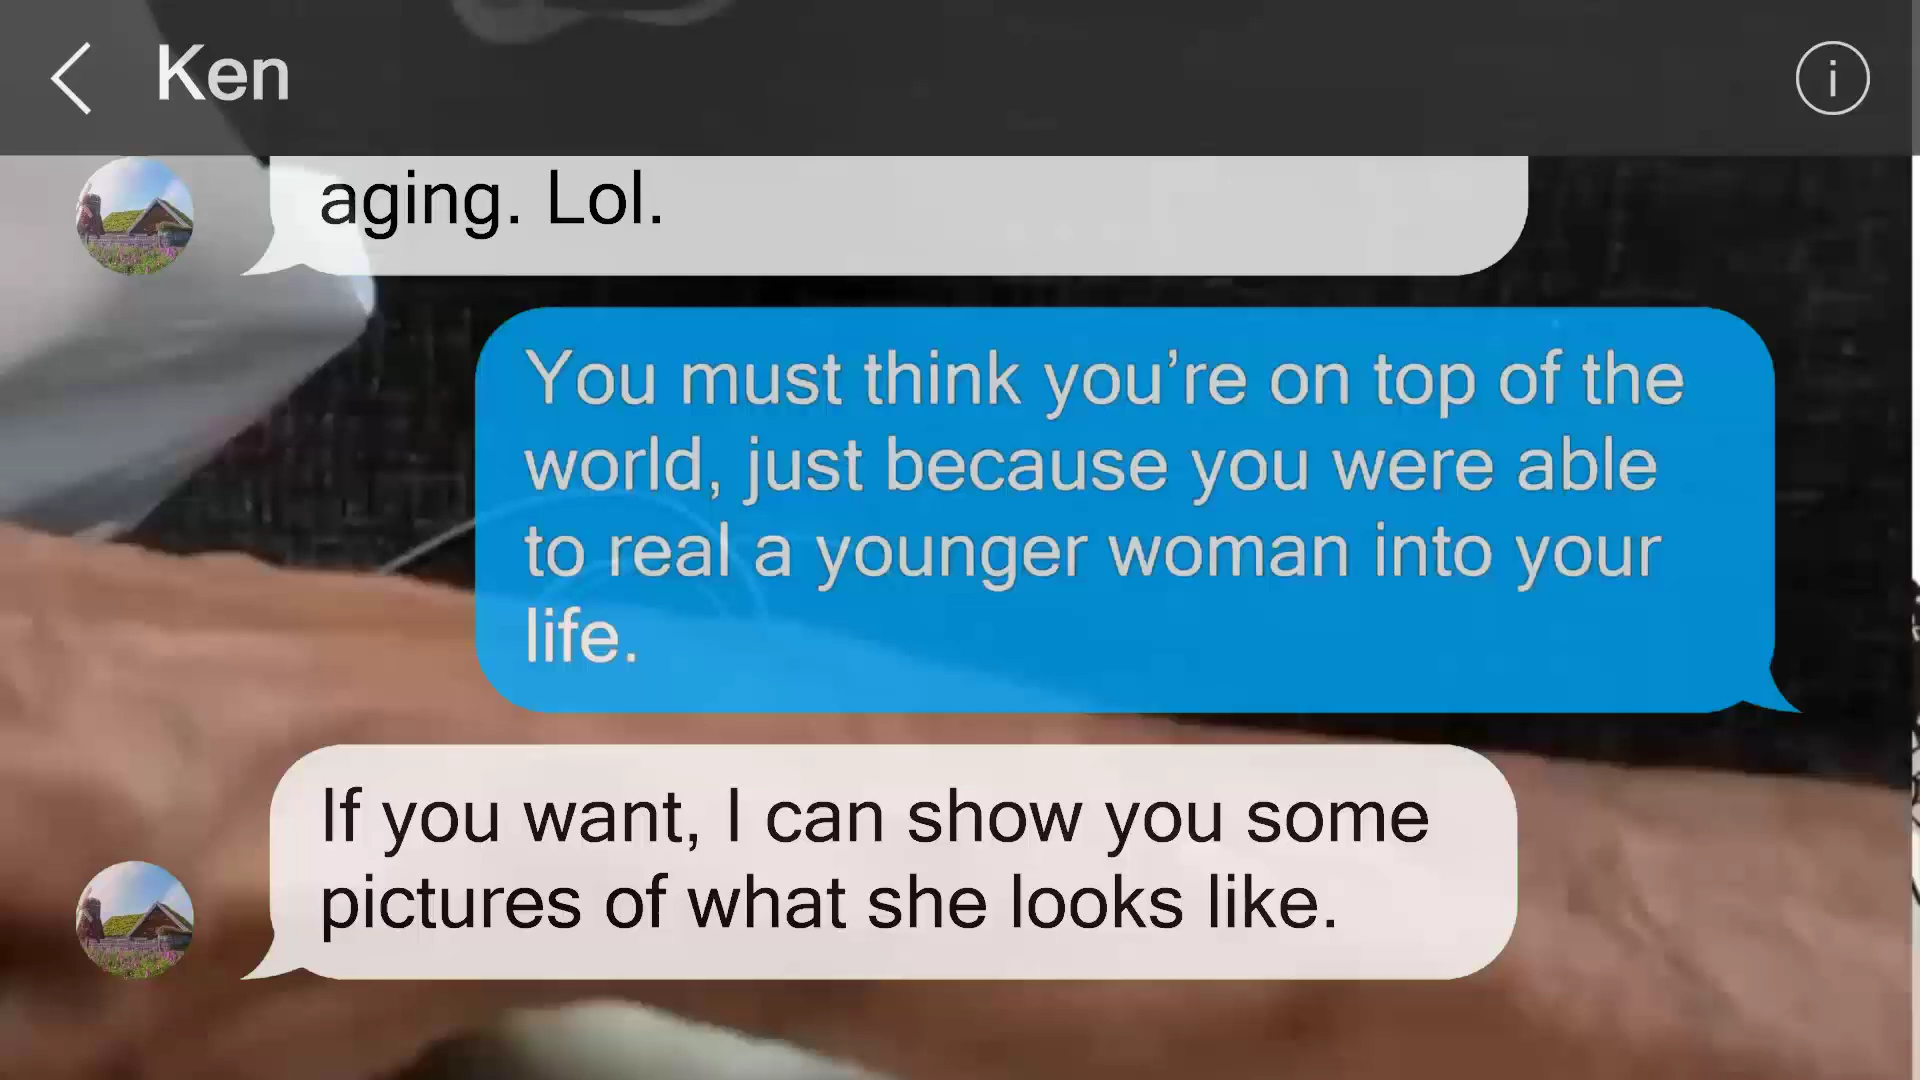 Ken
i
aging. Lol.
You must think you’re on top of the
world, just because you were able
to real a younger woman into your
life.
If you want, I can show you some
pictures of what she looks like.